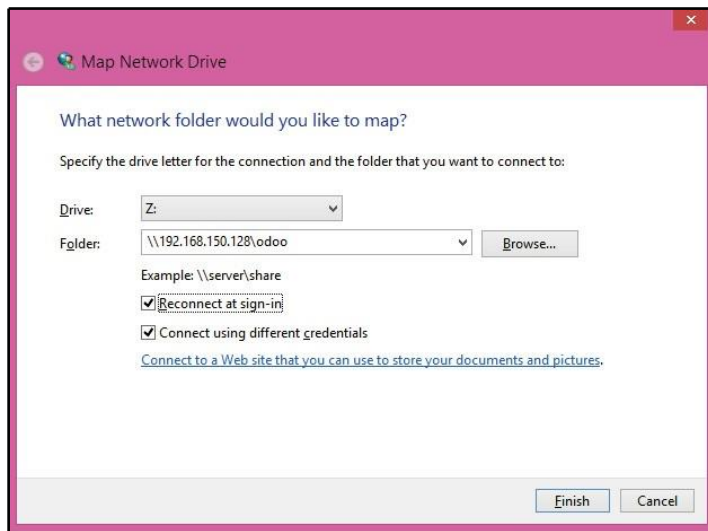 Map Network Drive
What network folder would you like to map?
Specify the drive letter for the connection and the folder that you want to connect to:
Drive: Z:
Folder: \\192.168.150.128\odoo Browse...
Example: \\server\share
Reconnect at sign-in
Connect using different credentials
Connect to a Web site that you can use to store your documents and pictures.
Finish Cancel